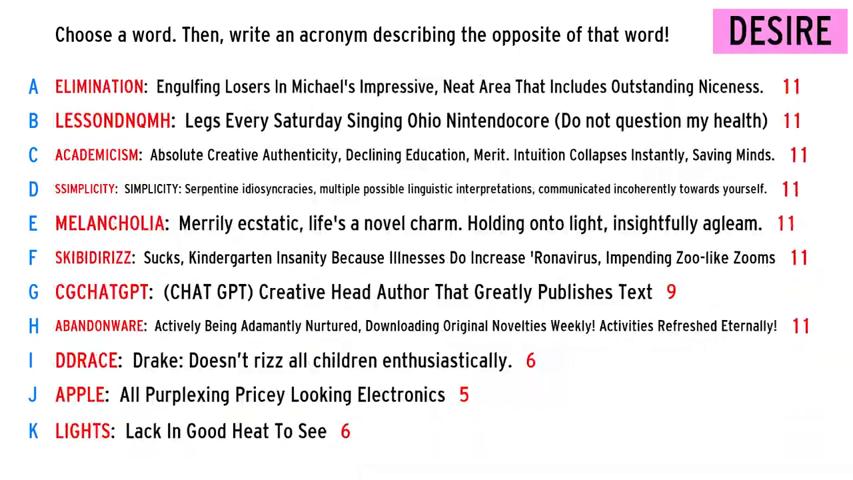 Choose a word. Then, write an acronym describing the opposite of that word!
DESIRE
A ELIMINATION: Engulfing Losers In Michael's Impressive, Neat Area That Includes Outstanding Niceness. 11
B LESSONDNQMH: Legs Every Saturday Singing Ohio Nintendocore (Do not question my health) 11
C ACADEMICISM: Absolute Creative Authenticity, Declining Education, Merit. Intuition Collapses Instantly, Saving Minds. 11
D SSIMPLICITY: SIMPLICITY: Serpentine idiosyncracies, multiple possible linguistic interpretations, communicated incoherently towards yourself. 11
E MELANCHOLIA: Merrily ecstatic, life's a novel charm. Holding onto light, insightfully agleam. 11
F SKIBIDIRIZZ: Sucks, Kindergarten Insanity Because Illnesses Do Increase 'Ronavirus, Impending Zoo-like Zooms 11
G CGCHATGPT: (CHAT GPT) Creative Head Author That Greatly Publishes Text 9
H ABANDONWARE: Actively Being Adamantly Nurtured, Downloading Original Novelties Weekly! Activities Refreshed Eternally! 11
I DDRACE: Drake: Doesn't rizz all children enthusiastically. 6
J APPLE: All Purplexing Pricey Looking Electronics 5
K LIGHTS: Lack In Good Heat To See 6